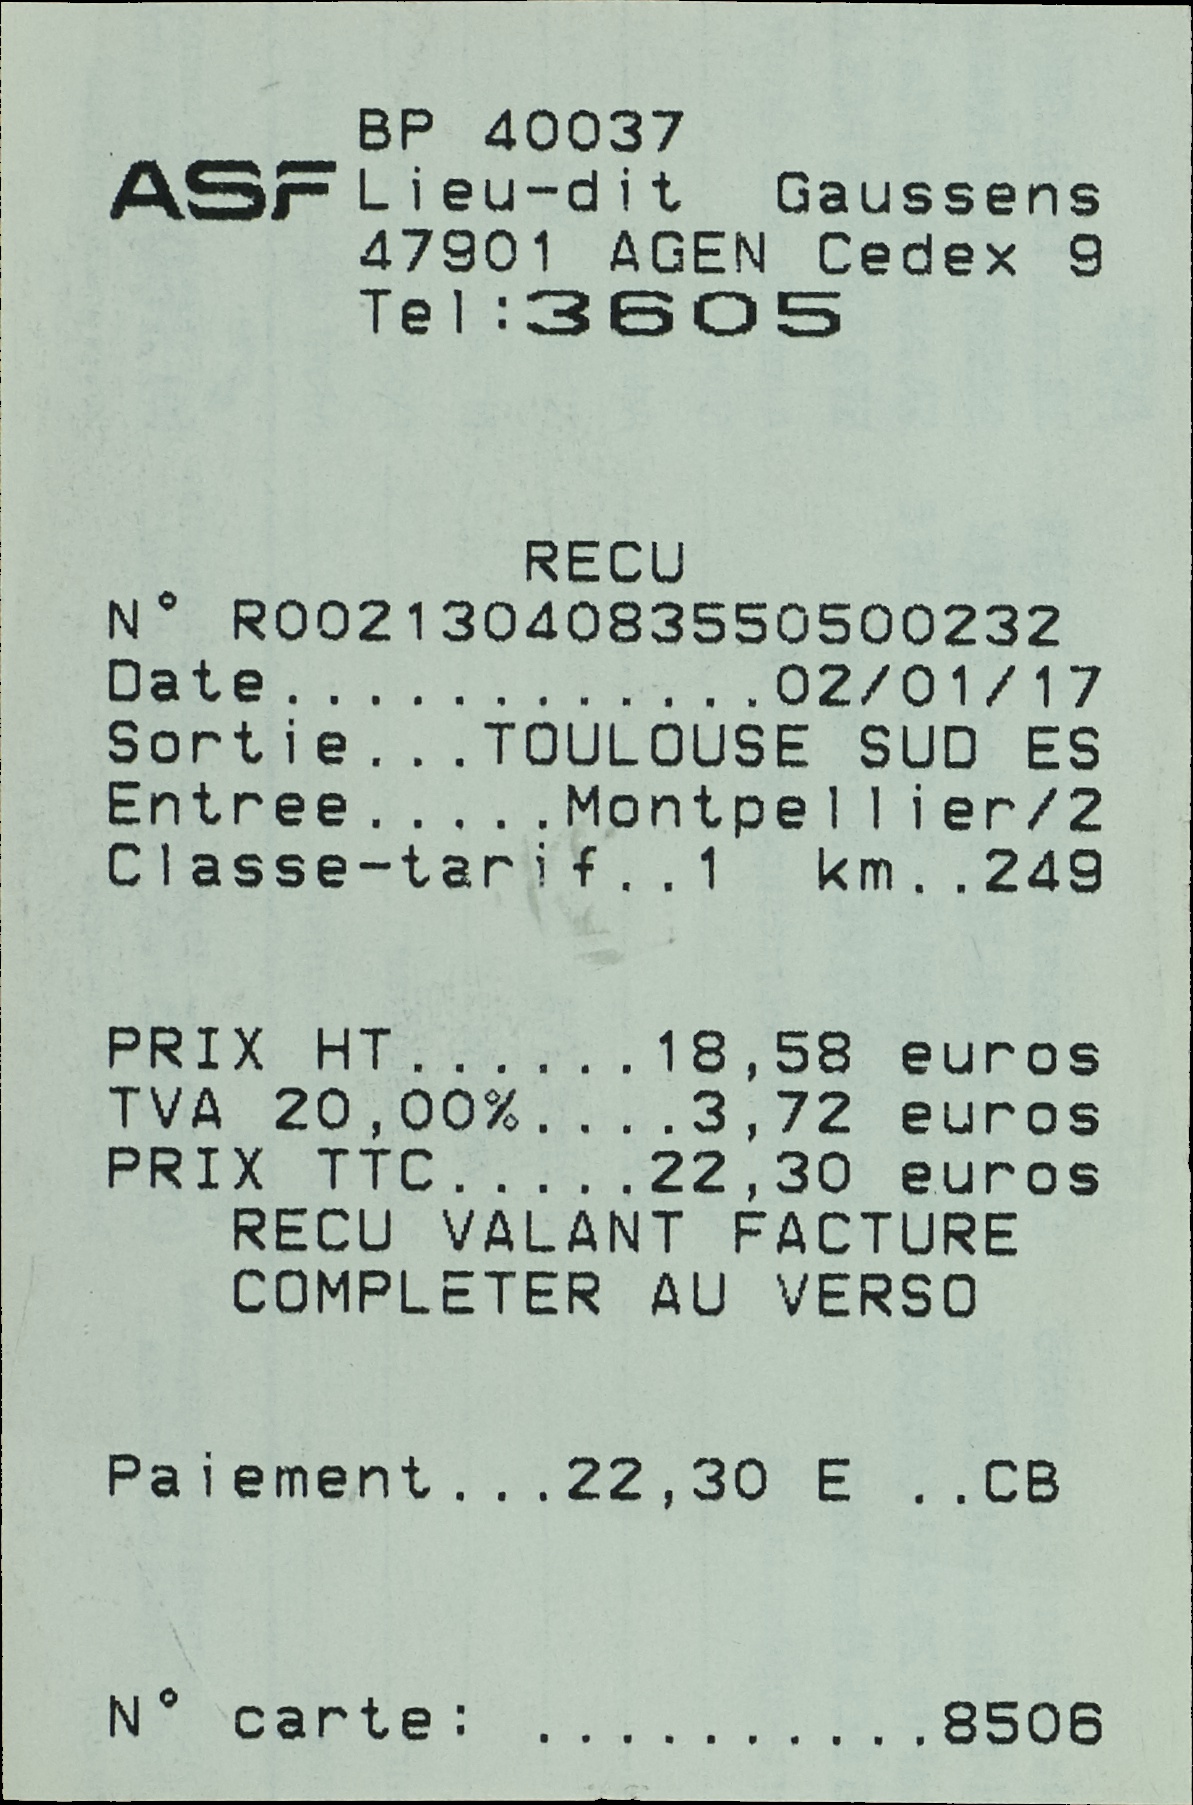 BP 40037
ASF Lieu-dit Gaussens
47901 AGEN Cedex 9
Tel:3605
RECU
N° R00213040835505002​32
Date............02/01/17
Sortie...TOULOUSE SUD ES
Entree.....Montpellier/2
Classe-tarif..1 km..249
PRIX HT......18,58 euros
TVA 20,00%....3,72 euros
PRIX TTC.....22,30 euros
RECU VALANT FACTURE
COMPLETER AU VERSO
Paiement...22,30 E ..CB
N° carte: ..........8506